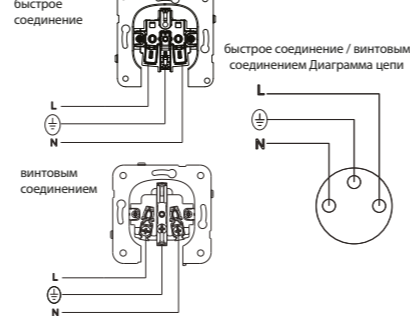 быстрое
соединение
L
N
винтовым
соединением
L
N
быстрое соединение / винтовым
соединением Диаграмма цепи
L
N